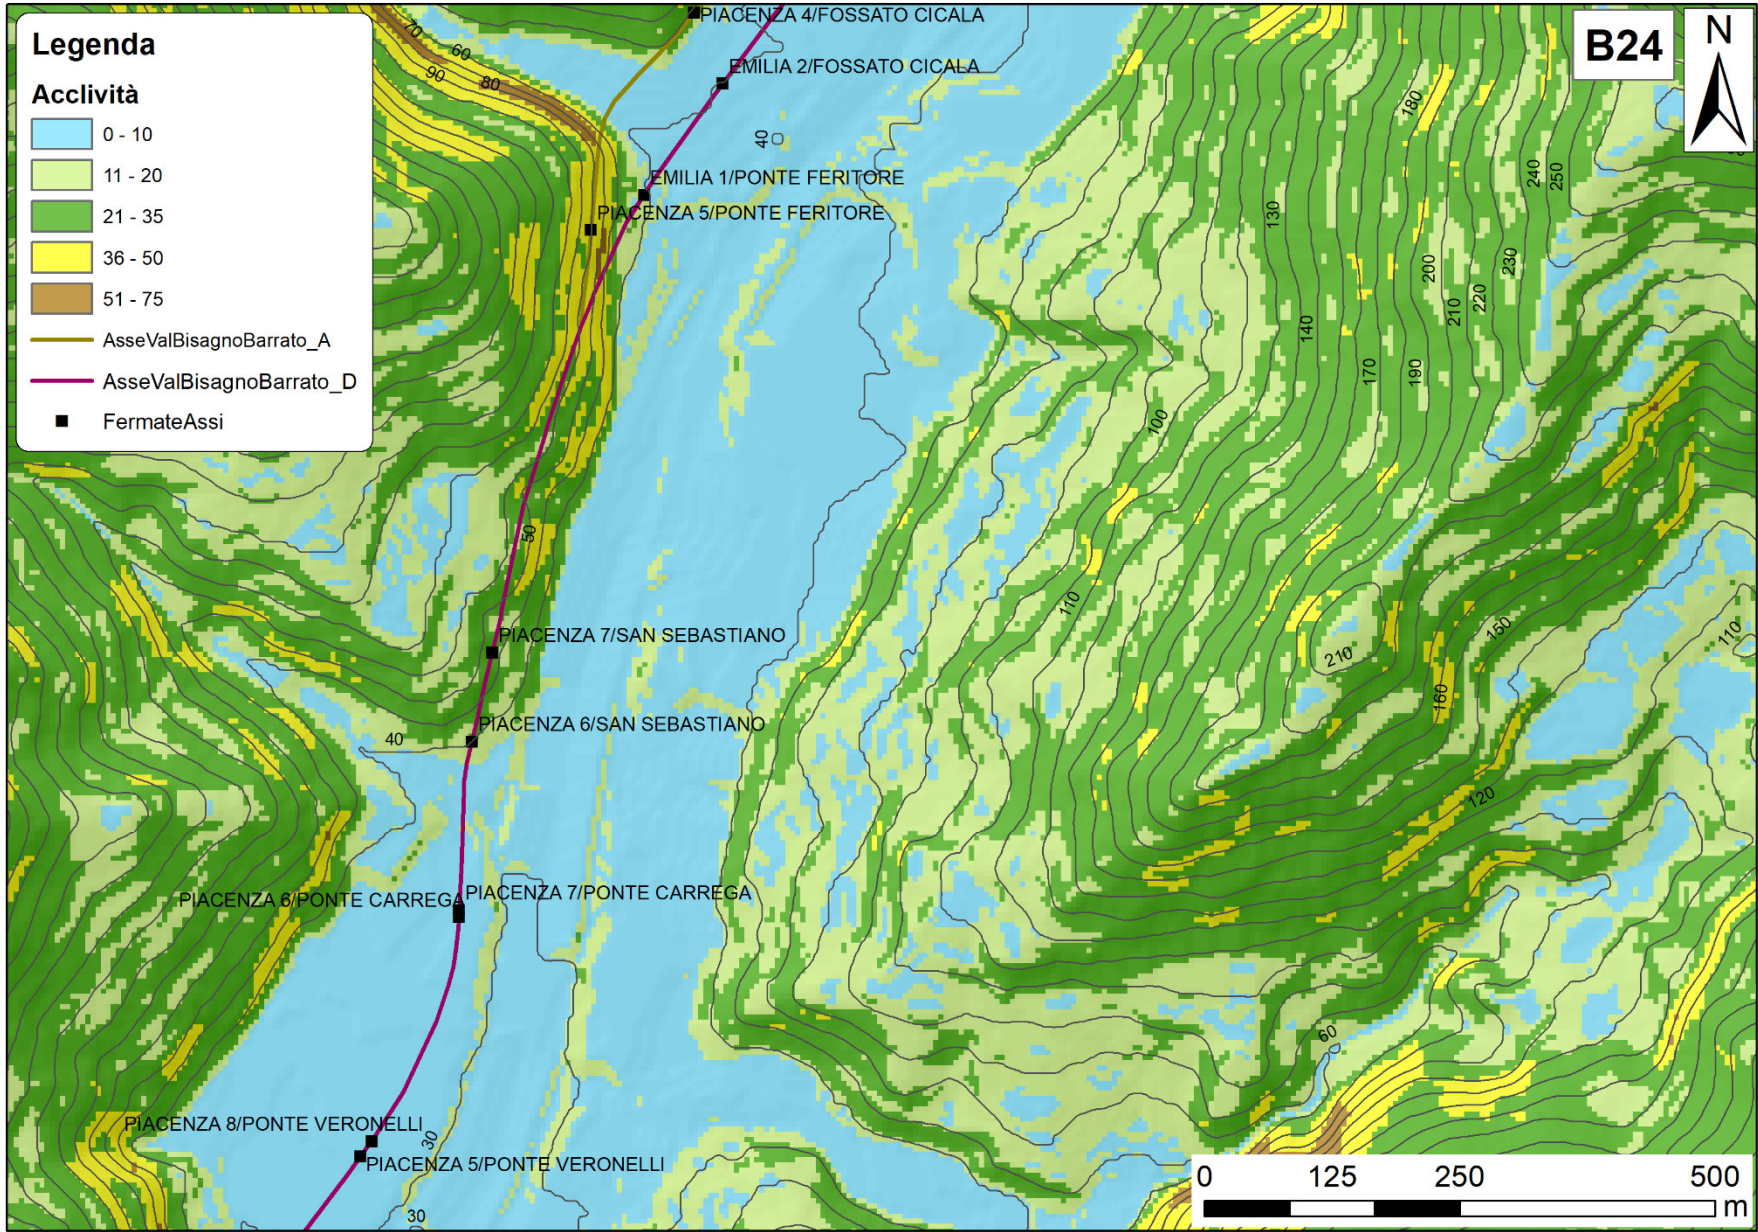 Legenda
Acclività
0 - 10
11 - 20
21 - 35
36 - 50
51 - 75
AsseValBisagnoBarrato_A
AsseValBisagnoBarrato_D
FermateAssi
B24
N
PIACENZA 4/FOSSATO CICALA
EMILIA 2/FOSSATO CICALA
EMILIA 1/PONTE FERITORE
PIACENZA 5/PONTE FERITORE
PIACENZA 7/SAN SEBASTIANO
PIACENZA 6/SAN SEBASTIANO
PIACENZA 6/PONTE CARREGA
PIACENZA 7/PONTE CARREGA
PIACENZA 8/PONTE VERONELLI
PIACENZA 5/PONTE VERONELLI
70
60
90
80
40
180
240
250
130
200
230
220
210
140
170
190
100
50
110
150
110
210
160
40
120
60
30
30
0 125 250 500
m